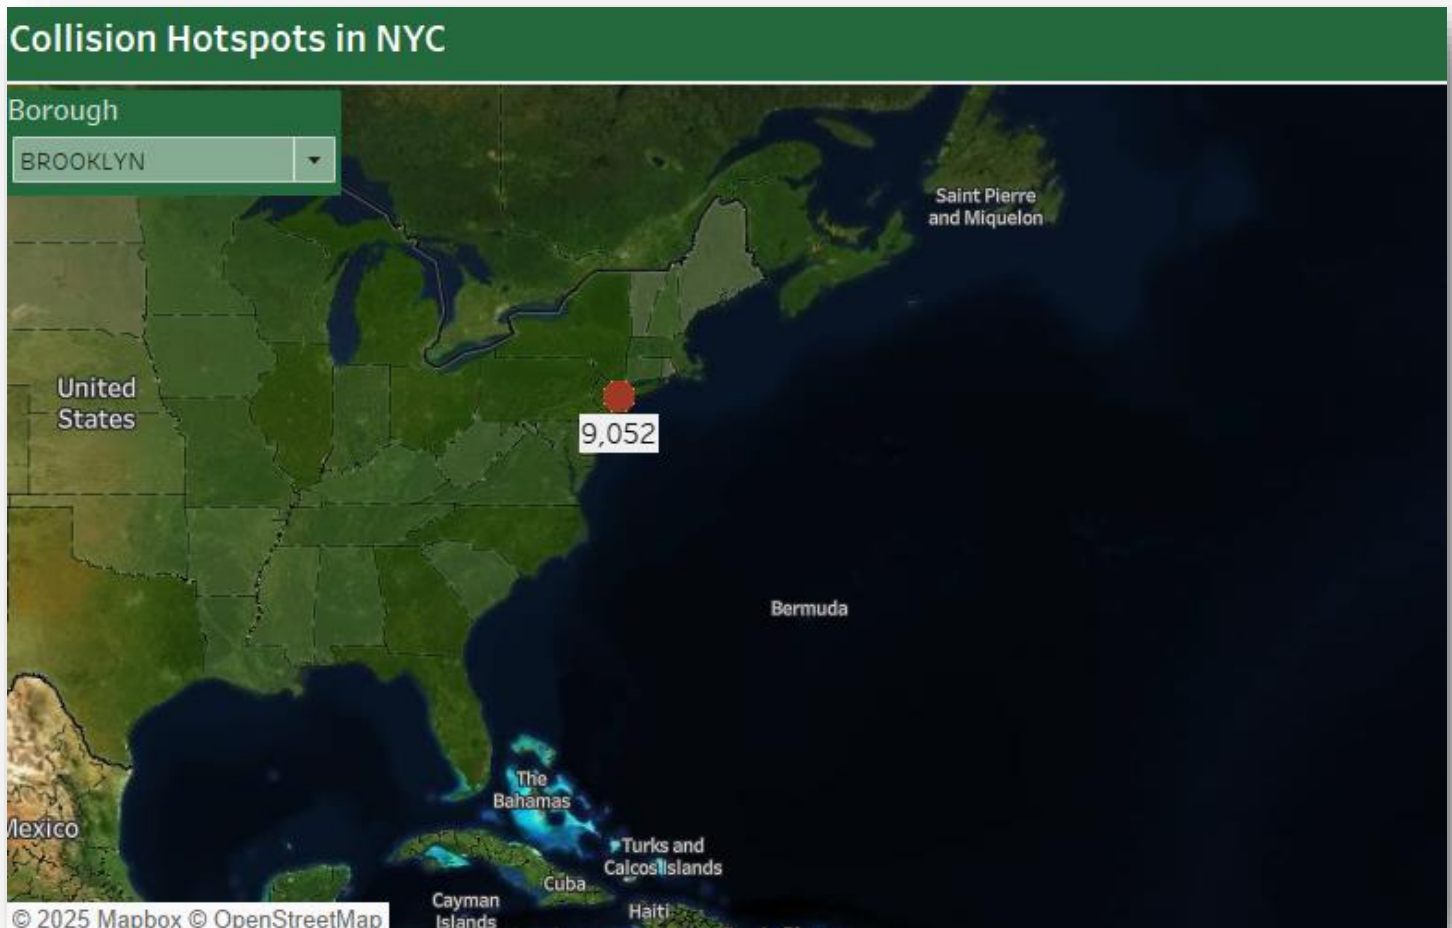 Collision Hotspots in NYC
Borough
BROOKLYN
Saint Pierre
and Miquelon
United
States
9,052
Bermuda
The
Bahamas
Mexico
Turks and
Caicos Islands
Cuba
Cayman
Islands
Haiti
© 2025 Mapbox © OpenStreetMap